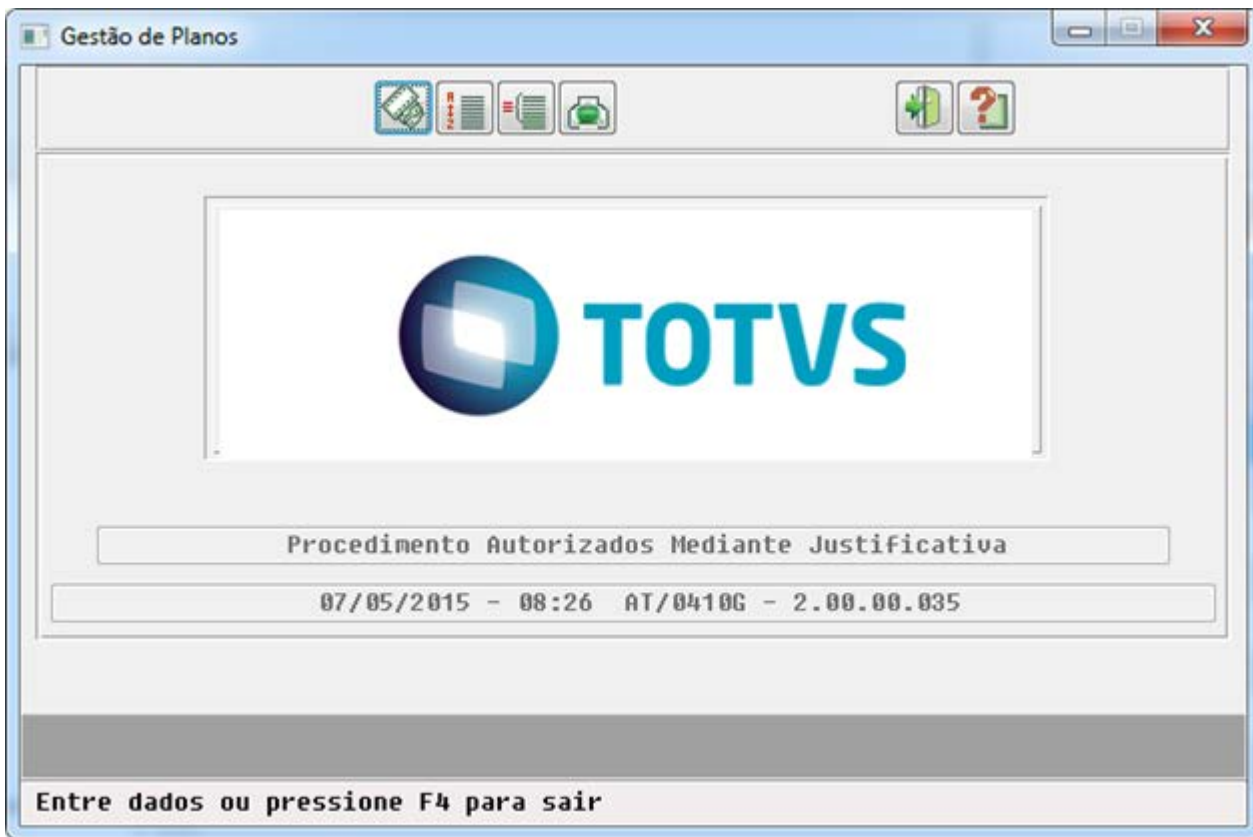 Gestão de Planos
TOTVS
Procedimento Autorizados Mediante Justificativa
07/05/2015 - 08:26 AT/0410G - 2.00.00.035
Entre dados ou pressione F4 para sair